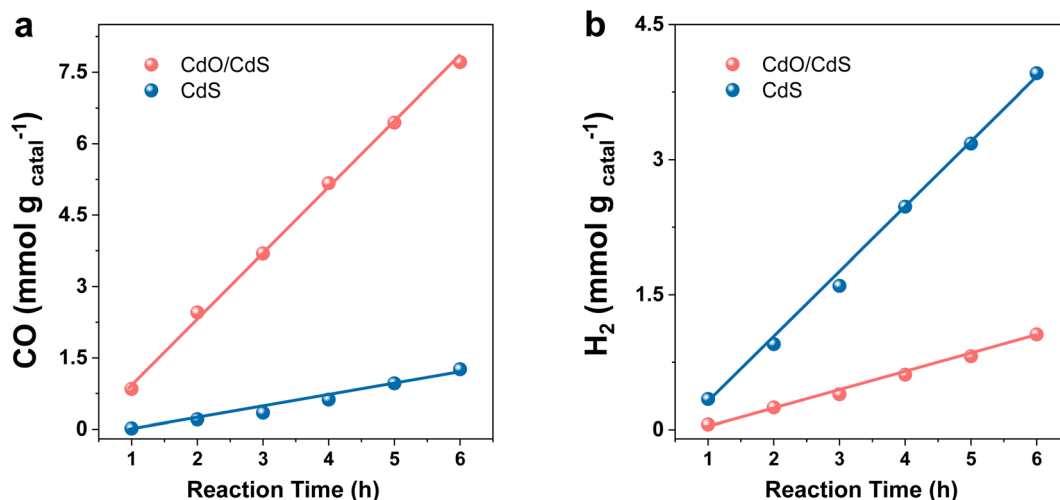 a
CdO/CdS
CdS
7.5
6
4.5
3
1.5
0
CO (mmol g catal⁻¹)
1 2 3 4 5 6
Reaction Time (h)
b
CdO/CdS
CdS
4.5
3
1.5
0
H₂ (mmol g catal⁻¹)
1 2 3 4 5 6
Reaction Time (h)